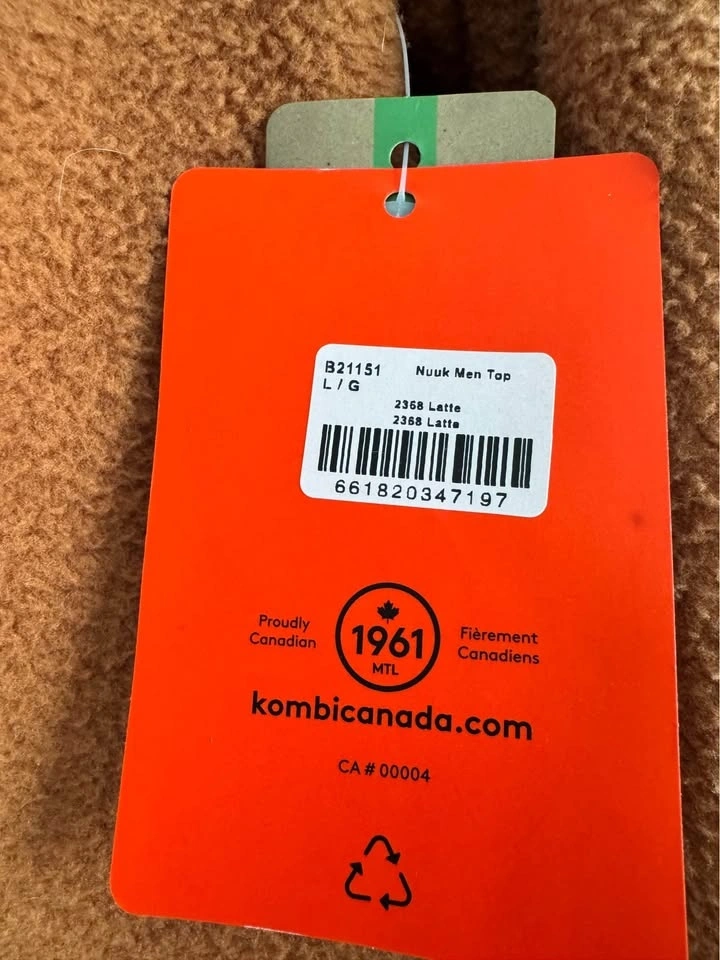 B21151 Nuuk Men Top
L / G
2368 Latte
2368 Latte
661820347197
Proudly
Canadian
1961
MTL
Fièrement
Canadiens
kombicanada.com
CA # 00004